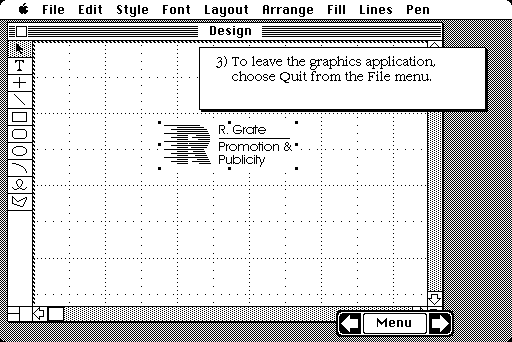 File Edit Style Font Layout Arrange Fill Lines Pen
Design
3) To leave the graphics application,
choose Quit from the File menu.
T
R
R. Grate
Promotion &
Publicity
Menu